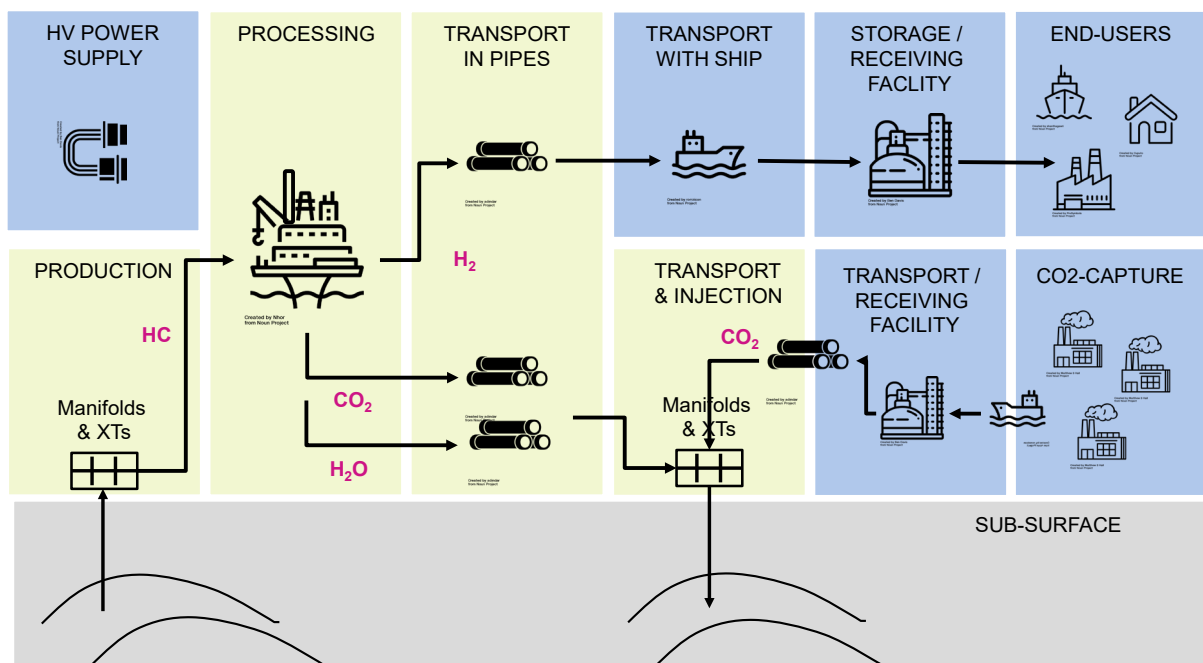 HV POWER
SUPPLY
PROCESSING
TRANSPORT
IN PIPES
TRANSPORT
WITH SHIP
STORAGE /
RECEIVING
FACLITY
END-USERS
Created by Nhor
from Noun Project
H₂
PRODUCTION
HC
Manifolds
& XTs
CO₂
H₂O
TRANSPORT
& INJECTION
CO₂
Manifolds
& XTs
TRANSPORT /
RECEIVING
FACILITY
CO2-CAPTURE
SUB-SURFACE